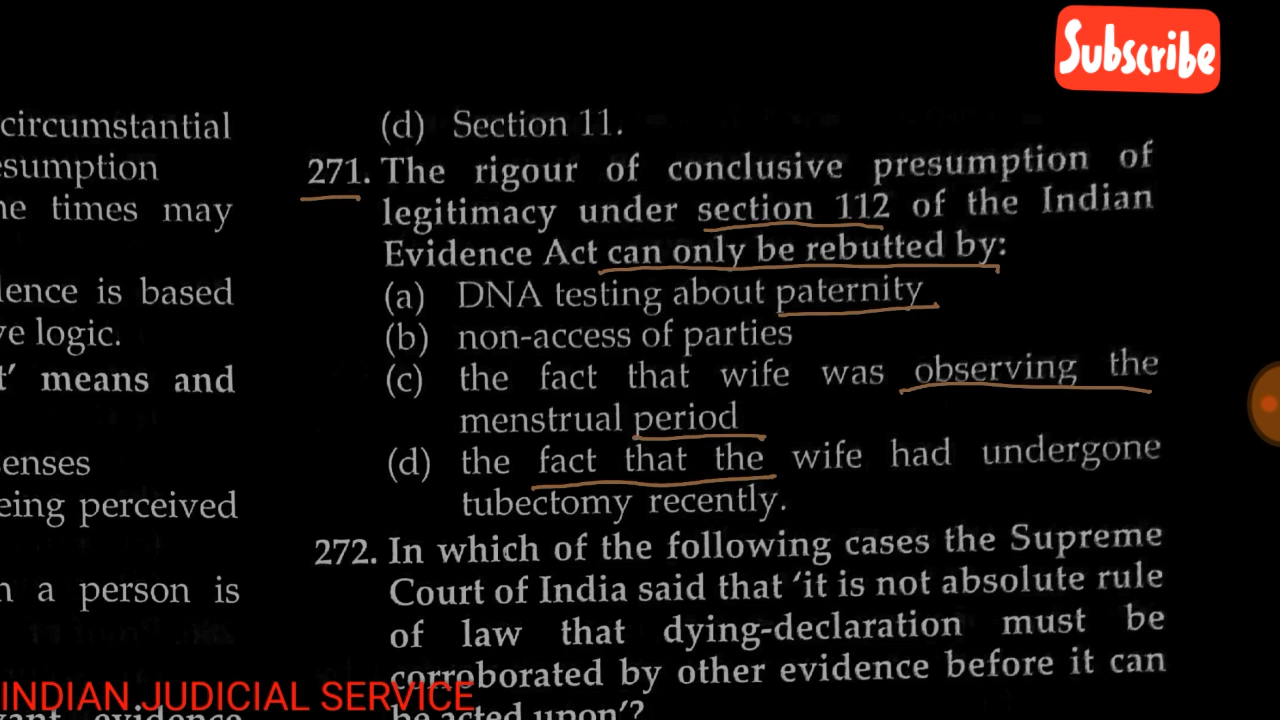 Subscribe
circumstantial
esumption
ne times may
lence is based
ve logic.
t' means and
enses
eing perceived
n a person is
(d) Section 11.
271. The rigour of conclusive presumption of
legitimacy under section 112 of the Indian
Evidence Act can only be rebutted by:
(a) DNA testing about paternity
(b) non-access of parties
(c) the fact that wife was observing the
menstrual period
(d) the fact that the wife had undergone
tubectomy recently.
272. In which of the following cases the Supreme
Court of India said that 'it is not absolute rule
of law that dying-declaration must be
corroborated by other evidence before it can
be acted upon'?
INDIAN JUDICIAL SERVICE
evidence